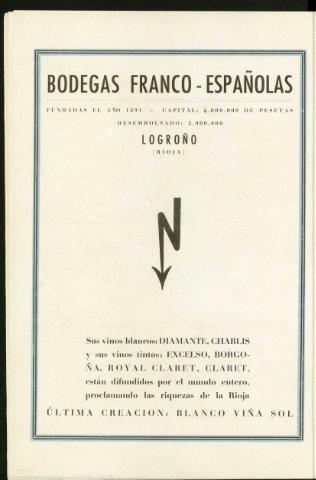 BODEGAS FRANCO-ESPAÑOLAS
FUNDADAS EL AÑO 1891 - CAPITAL: 6.000.000 DE PESETAS
DESEMBOLSADO: 5.000.000
LOGROÑO
(RIOJA)
N
Sus vinos blancos: DIAMANTE, CHABLIS
y sus vinos tintos: EXCELSO, BORGO-
ÑA, ROYAL CLARET, CLARET,
están difundidos por el mundo entero,
proclamando las riquezas de la Rioja
ÚLTIMA CREACION: BLANCO VIÑA SOL